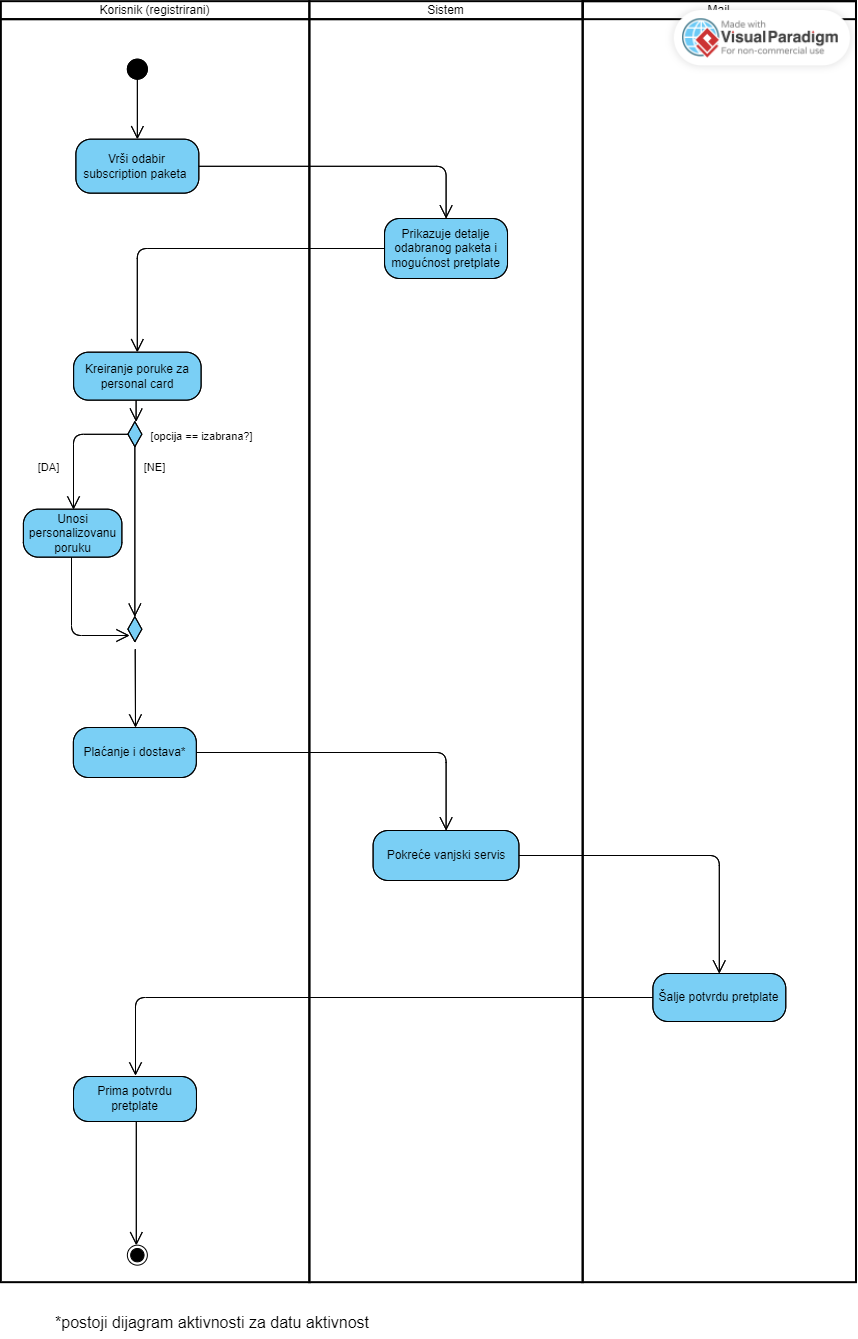 Korisnik (registrirani)
Sistem
Mail
Made with
VisualParadigm
For non-commercial use
Vrši odabir
subscription paketa
Prikazuje detalje
odabranog paketa i
mogućnost pretplate
Kreiranje poruke za
personal card
[opcija == izabrana?]
[DA]
[NE]
Unosi
personalizovanu
poruku
Plaćanje i dostava*
Pokreće vanjski servis
Šalje potvrdu pretplate
Prima potvrdu
pretplate
*postoji dijagram aktivnosti za datu aktivnost